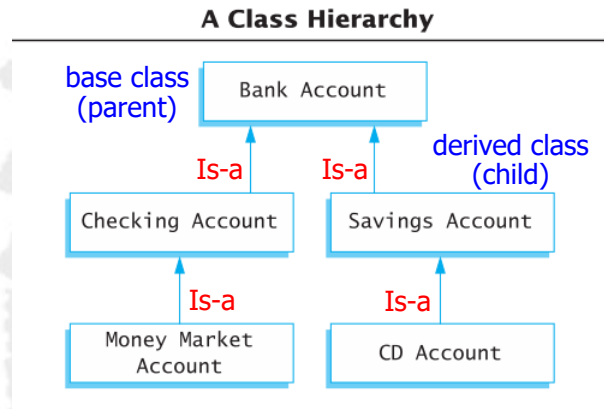 A Class Hierarchy
base class
(parent)
Bank Account
derived class
(child)
Is-a
Is-a
Checking Account
Savings Account
Is-a
Is-a
Money Market
Account
CD Account